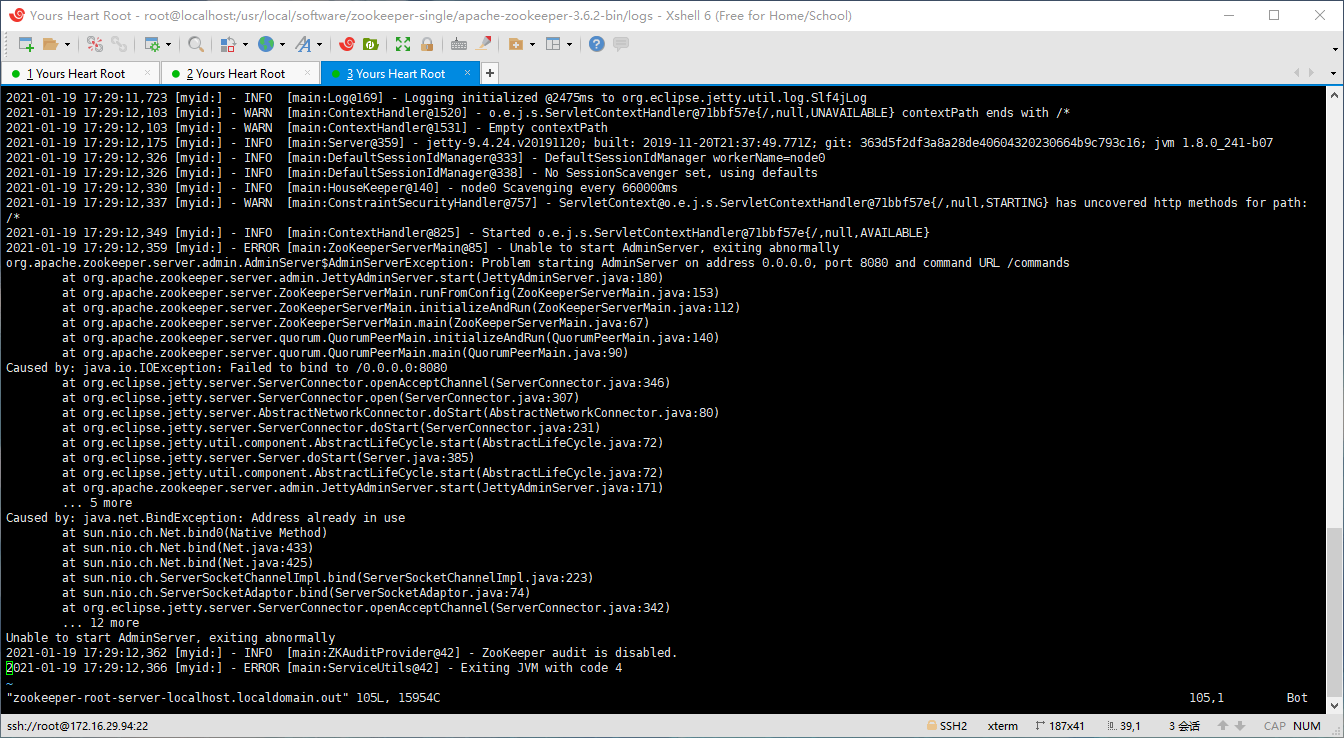 Yours Heart Root - root@localhost:/usr/local/software/zookeeper-single/apache-zookeeper-3.6.2-bin/logs - Xshell 6 (Free for Home/School)
1 Yours Heart Root × 2 Yours Heart Root × 3 Yours Heart Root × +
2021-01-19 17:29:11,723 [myid:] - INFO  [main:Log@169] - Logging initialized @2475ms to org.eclipse.jetty.util.log.Slf4jLog
2021-01-19 17:29:12,103 [myid:] - WARN  [main:ContextHandler@1520] - o.e.j.s.ServletContextHandler@71bbf57e{/,null,UNAVAILABLE} contextPath ends with /*
2021-01-19 17:29:12,103 [myid:] - WARN  [main:ContextHandler@1531] - Empty contextPath
2021-01-19 17:29:12,175 [myid:] - INFO  [main:Server@359] - jetty-9.4.24.v20191120; built: 2019-11-20T21:37:49.771Z; git: 363d5f2df3a8a28de40604320230664b9c793c16; jvm 1.8.0_241-b07
2021-01-19 17:29:12,326 [myid:] - INFO  [main:DefaultSessionIdManager@333] - DefaultSessionIdManager workerName=node0
2021-01-19 17:29:12,326 [myid:] - INFO  [main:DefaultSessionIdManager@338] - No SessionScavenger set, using defaults
2021-01-19 17:29:12,330 [myid:] - INFO  [main:HouseKeeper@140] - node0 Scavenging every 660000ms
2021-01-19 17:29:12,337 [myid:] - WARN  [main:ConstraintSecurityHandler@757] - ServletContext@o.e.j.s.ServletContextHandler@71bbf57e{/,null,STARTING} has uncovered http methods for path:
/*
2021-01-19 17:29:12,349 [myid:] - INFO  [main:ContextHandler@825] - Started o.e.j.s.ServletContextHandler@71bbf57e{/,null,AVAILABLE}
2021-01-19 17:29:12,359 [myid:] - ERROR [main:ZooKeeperServerMain@85] - Unable to start AdminServer, exiting abnormally
org.apache.zookeeper.server.admin.AdminServer$AdminServerException: Problem starting AdminServer on address 0.0.0.0, port 8080 and command URL /commands
        at org.apache.zookeeper.server.admin.JettyAdminServer.start(JettyAdminServer.java:180)
        at org.apache.zookeeper.server.ZooKeeperServerMain.runFromConfig(ZooKeeperServerMain.java:153)
        at org.apache.zookeeper.server.ZooKeeperServerMain.initializeAndRun(ZooKeeperServerMain.java:112)
        at org.apache.zookeeper.server.ZooKeeperServerMain.main(ZooKeeperServerMain.java:67)
        at org.apache.zookeeper.server.quorum.QuorumPeerMain.initializeAndRun(QuorumPeerMain.java:140)
        at org.apache.zookeeper.server.quorum.QuorumPeerMain.main(QuorumPeerMain.java:90)
Caused by: java.io.IOException: Failed to bind to /0.0.0.0:8080
        at org.eclipse.jetty.server.ServerConnector.openAcceptChannel(ServerConnector.java:346)
        at org.eclipse.jetty.server.ServerConnector.open(ServerConnector.java:307)
        at org.eclipse.jetty.server.AbstractNetworkConnector.doStart(AbstractNetworkConnector.java:80)
        at org.eclipse.jetty.server.ServerConnector.doStart(ServerConnector.java:231)
        at org.eclipse.jetty.util.component.AbstractLifeCycle.start(AbstractLifeCycle.java:72)
        at org.eclipse.jetty.server.Server.doStart(Server.java:385)
        at org.eclipse.jetty.util.component.AbstractLifeCycle.start(AbstractLifeCycle.java:72)
        at org.apache.zookeeper.server.admin.JettyAdminServer.start(JettyAdminServer.java:171)
        ... 5 more
Caused by: java.net.BindException: Address already in use
        at sun.nio.ch.Net.bind0(Native Method)
        at sun.nio.ch.Net.bind(Net.java:433)
        at sun.nio.ch.Net.bind(Net.java:425)
        at sun.nio.ch.ServerSocketChannelImpl.bind(ServerSocketChannelImpl.java:223)
        at sun.nio.ch.ServerSocketAdaptor.bind(ServerSocketAdaptor.java:74)
        at org.eclipse.jetty.server.ServerConnector.openAcceptChannel(ServerConnector.java:342)
        ... 12 more
Unable to start AdminServer, exiting abnormally
2021-01-19 17:29:12,362 [myid:] - INFO  [main:ZKAuditProvider@42] - ZooKeeper audit is disabled.
2021-01-19 17:29:12,366 [myid:] - ERROR [main:ServiceUtils@42] - Exiting JVM with code 4
~
"zookeeper-root-server-localhost.localdomain.out" 105L, 15954C 105,1 Bot
ssh://root@172.16.29.94:22 SSH2 xterm 187x41 39,1 3 会话 CAP NUM